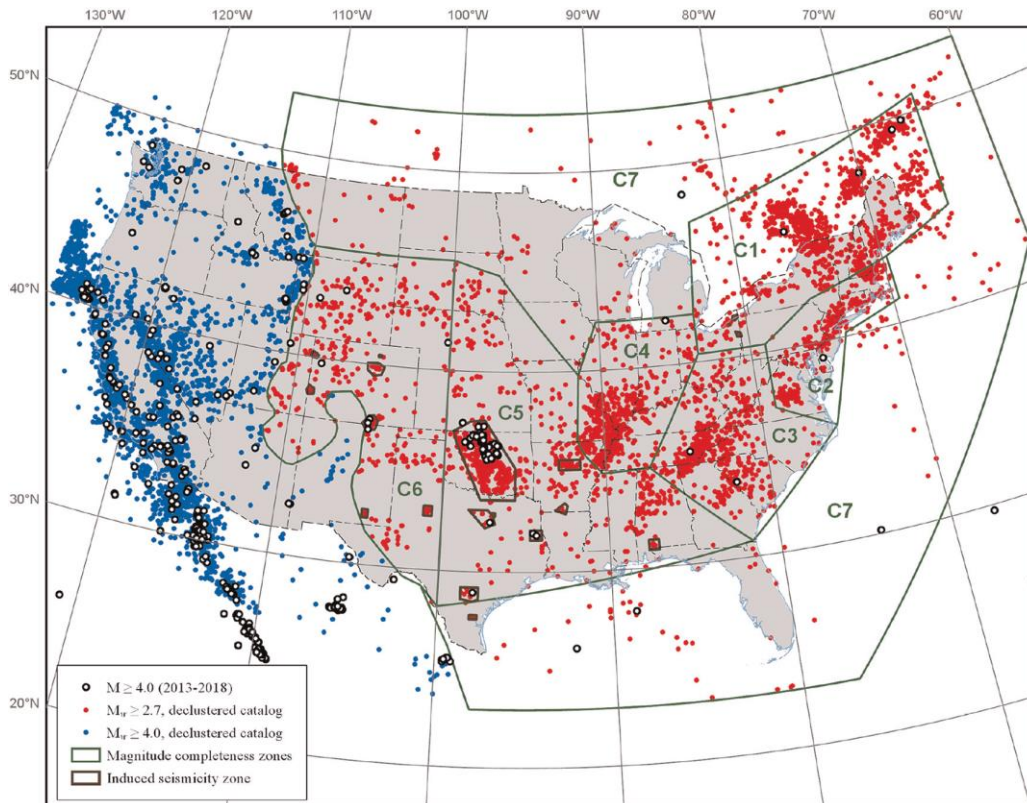 130°W 120°W 110°W 100°W 90°W 80°W 70°W 60°W
50°N
C7
C1
40°N
C4
C2
C5
C3
C6
30°N
C7
20°N
M ≥ 4.0 (2013-2018)
Mw ≥ 2.7, declustered catalog
Mw ≥ 4.0, declustered catalog
Magnitude completeness zones
Induced seismicity zone